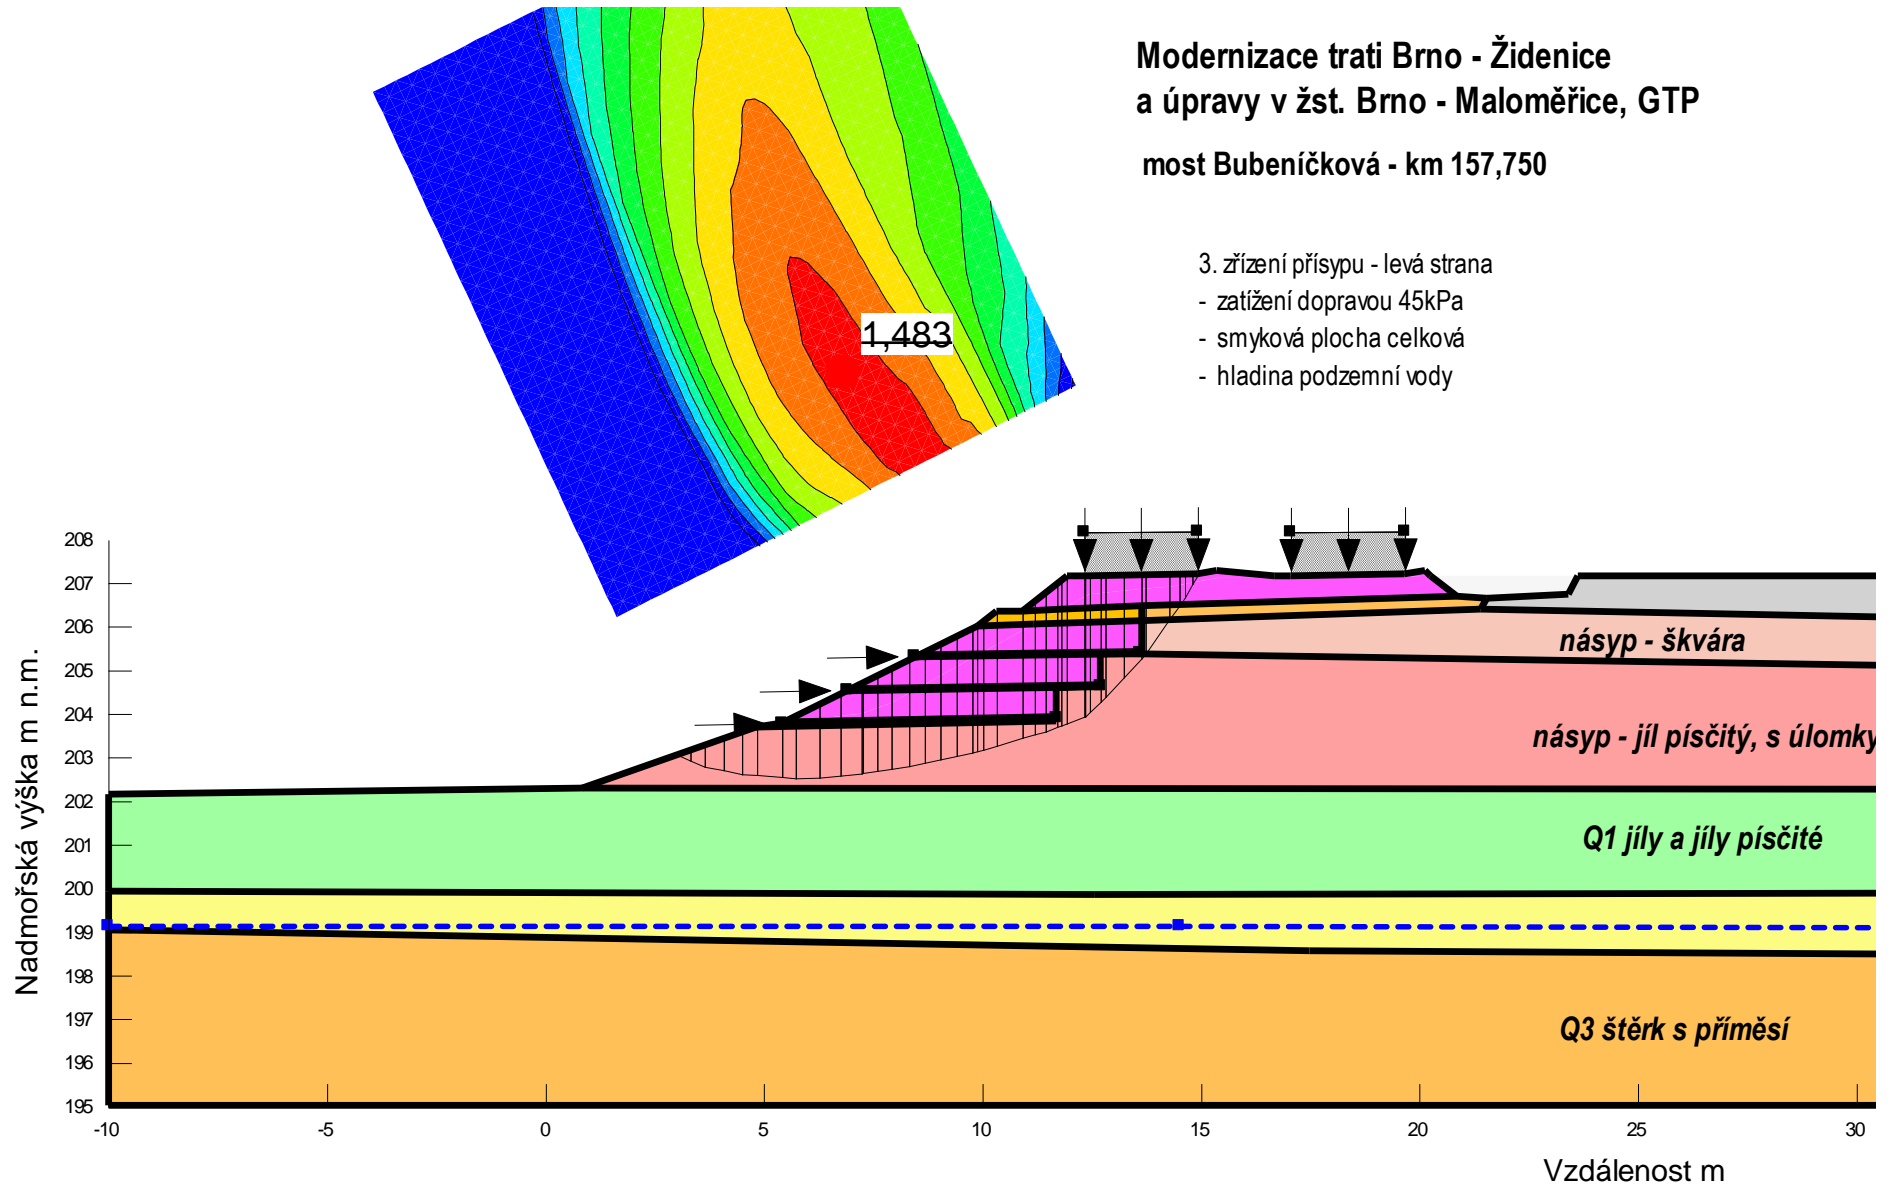 Modernizace trati Brno - Židenice
a úpravy v žst. Brno - Maloměřice, GTP
most Bubeníčková - km 157,750
3. zřízení přísypu - levá strana
- zatížení dopravou 45kPa
- smyková plocha celková
- hladina podzemní vody
1,483
208
207
206
205
204
203
202
201
200
199
198
197
196
195
Nadmořská výška m n.m.
násyp - škvára
násyp - jíl písčitý, s úlomky
Q1 jíly a jíly písčité
Q3 štěrk s příměsí
-10
-5
0
5
10
15
20
25
30
Vzdálenost m